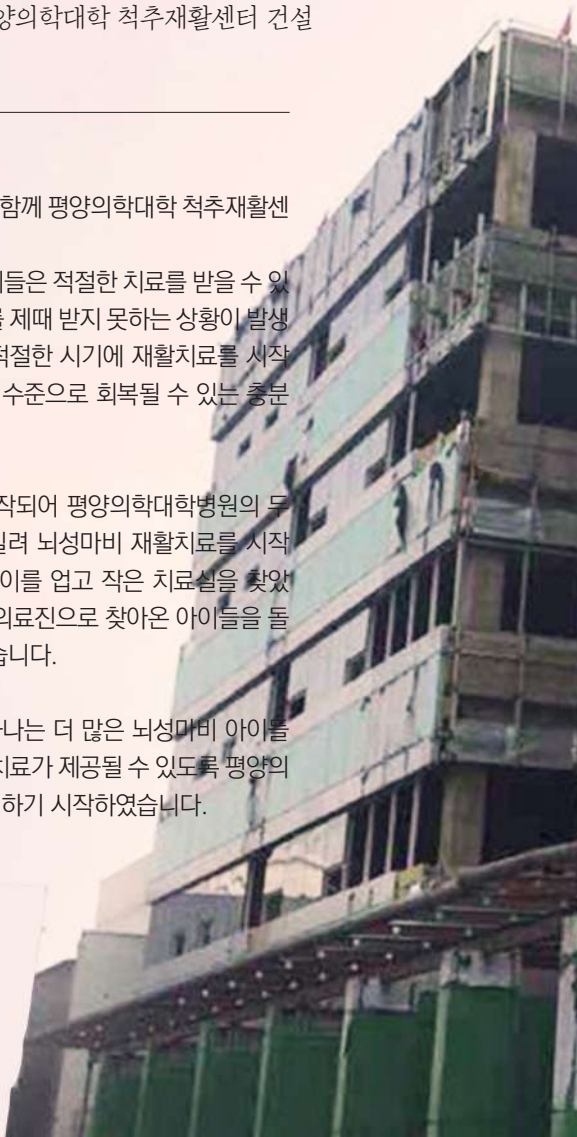 양의학대학 척추재활센터 건설
함께 평양의학대학 척추재활센
이들은 적절한 치료를 받을 수 있
를 제때 받지 못하는 상황이 발생
적절한 시기에 재활치료를 시작
수준으로 회복될 수 있는 충분
작되어 평양의학대학병원의 두
빌려 뇌성마비 재활치료를 시작
이를 업고 작은 치료실을 찾았
의료진으로 찾아온 아이들을 돌
습니다.
나는 더 많은 뇌성마비 아이들
치료가 제공될 수 있도록 평양의
하기 시작하였습니다.